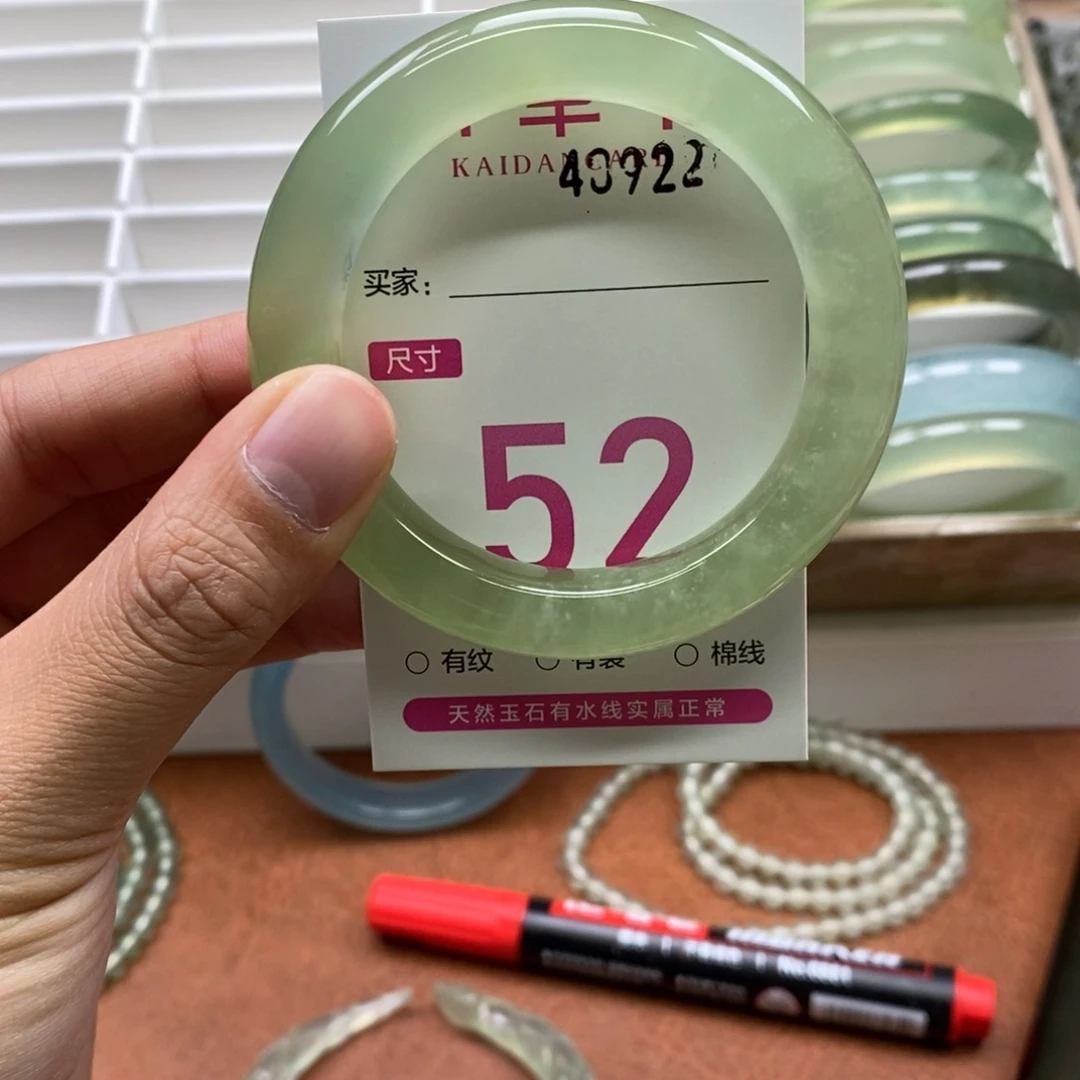 KAIDAN CARD
40922
买家：
尺寸
52
有纹
棉线
天然玉石有水线实属正常